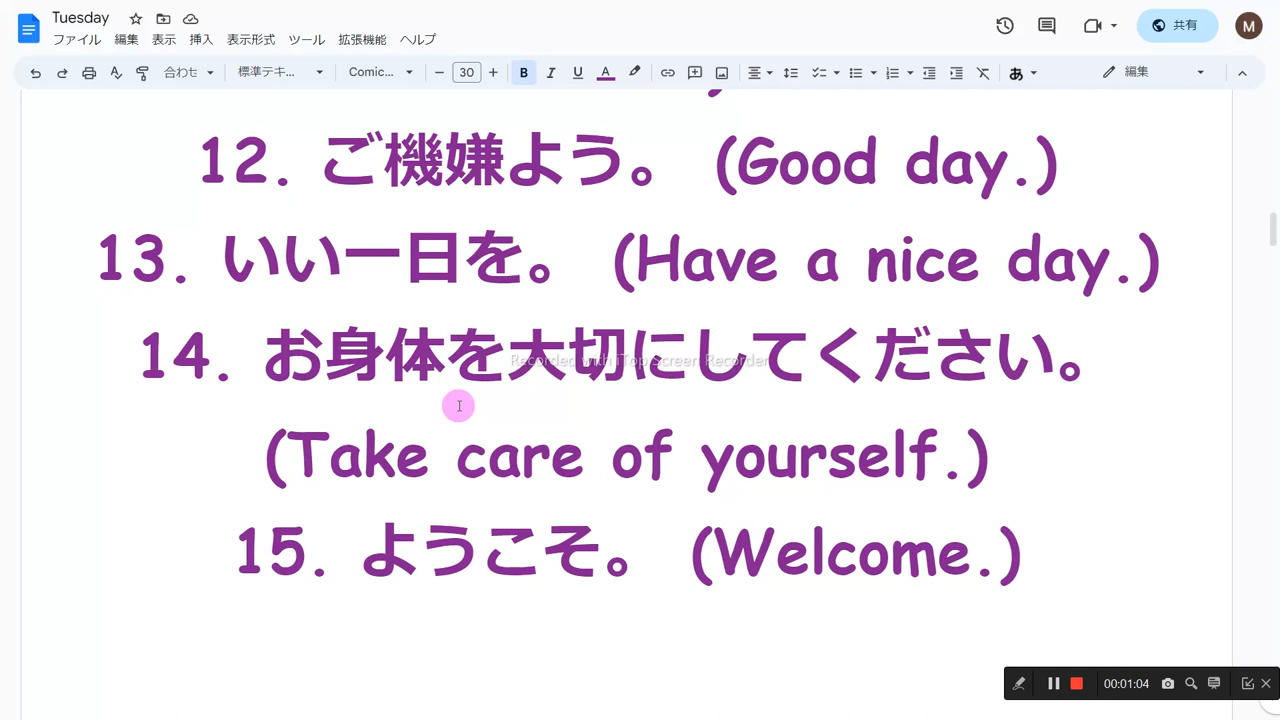 Tuesday
ファイル 編集 表示 挿入 表示形式 ツール 拡張機能 ヘルプ
共有
M
合わせ 標準テキ... Comic... 30 B I U A あ 編集
12. ご機嫌よう。 (Good day.)
13. いい一日を。 (Have a nice day.)
14. お身体を大切にしてください。
Recorded with iTop Screen Recorder
(Take care of yourself.)
15. ようこそ。 (Welcome.)
00:01:04